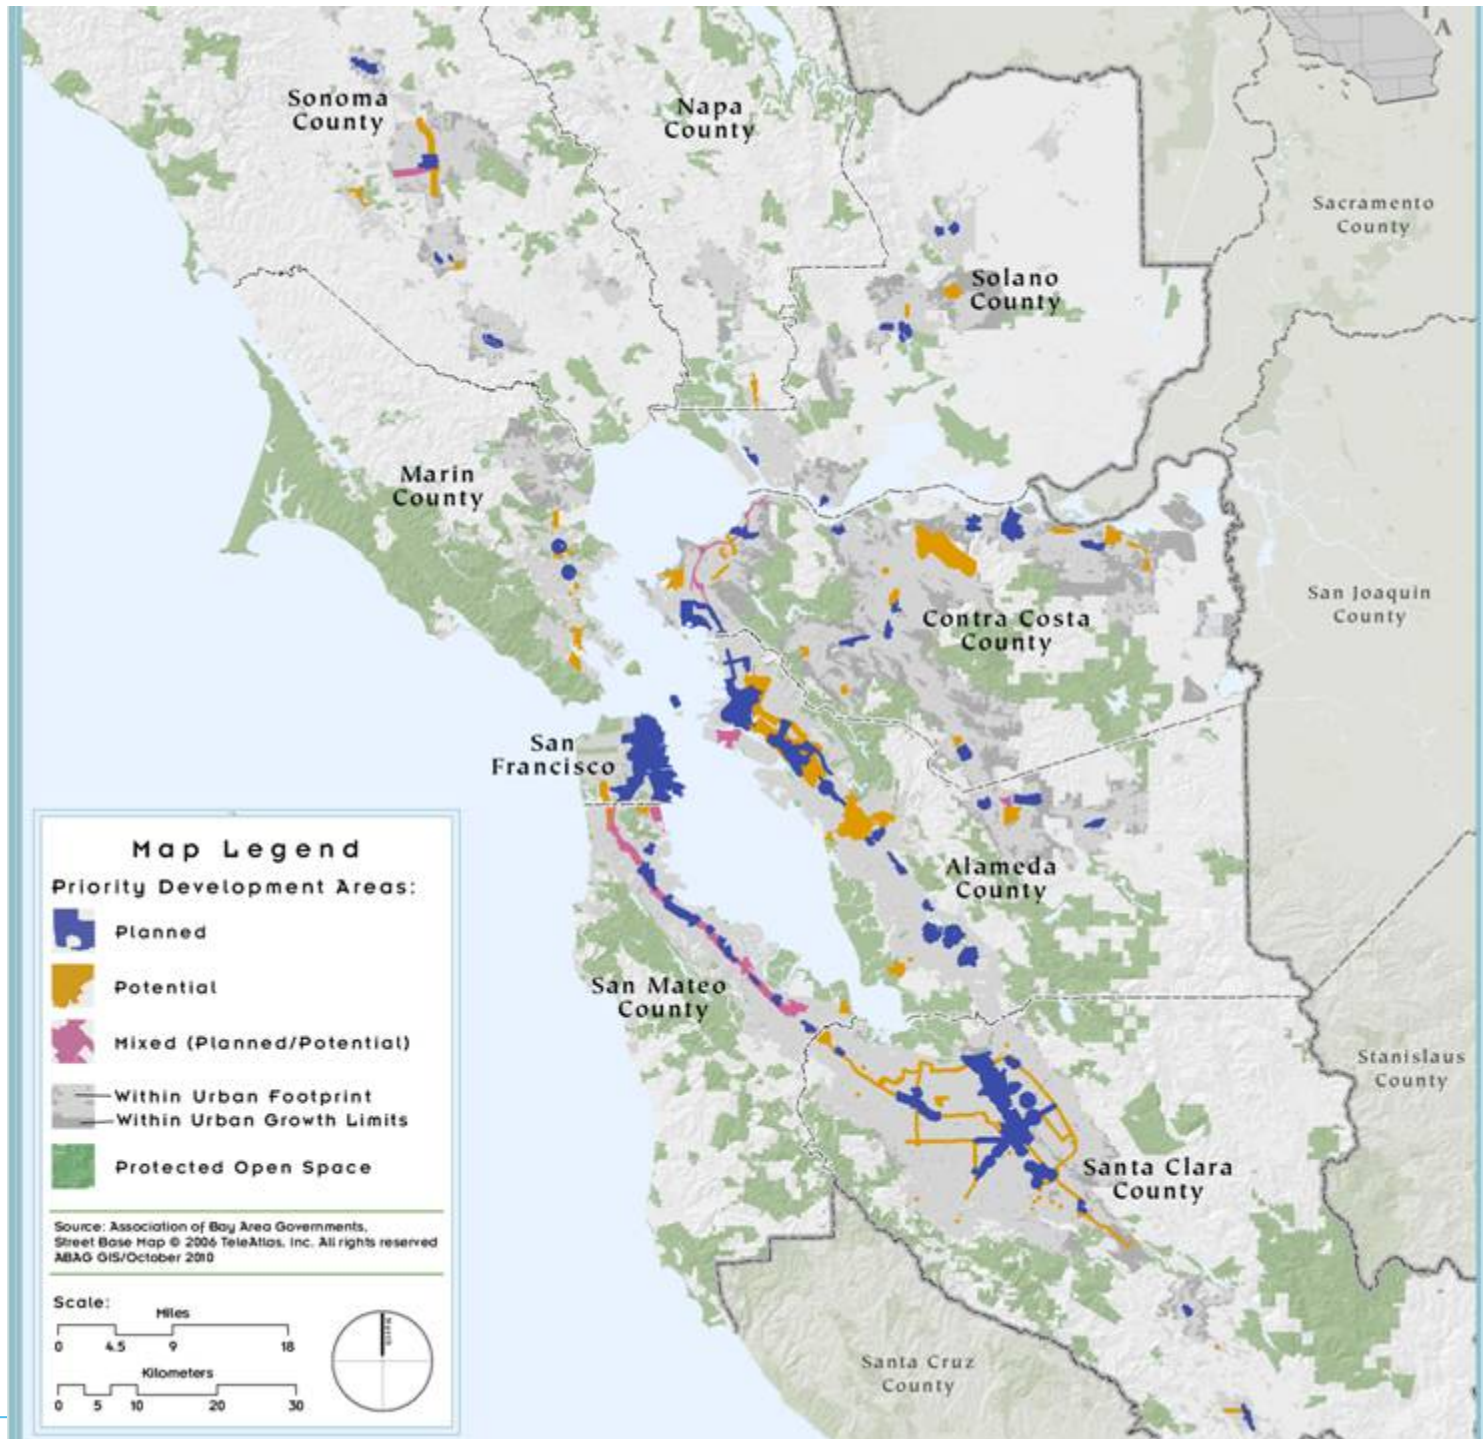 I
A
Sonoma
County
Napa
County
Sacramento
County
Solano
County
Marin
County
San Joaquin
County
Contra Costa
County
San
Francisco
Alameda
County
San Mateo
County
Stanislaus
County
Santa Clara
County
Santa Cruz
County
Map Legend
Priority Development Areas:
Planned
Potential
Mixed (Planned/Potential)
Within Urban Footprint
Within Urban Growth Limits
Protected Open Space
Source: Association of Bay Area Governments,
Street Base Map © 2006 TeleAtlas, Inc. All rights reserved
ABAG GIS/October 2010
Scale:
Miles
0 4.5 9 18
Kilometers
0 5 10 20 30
North